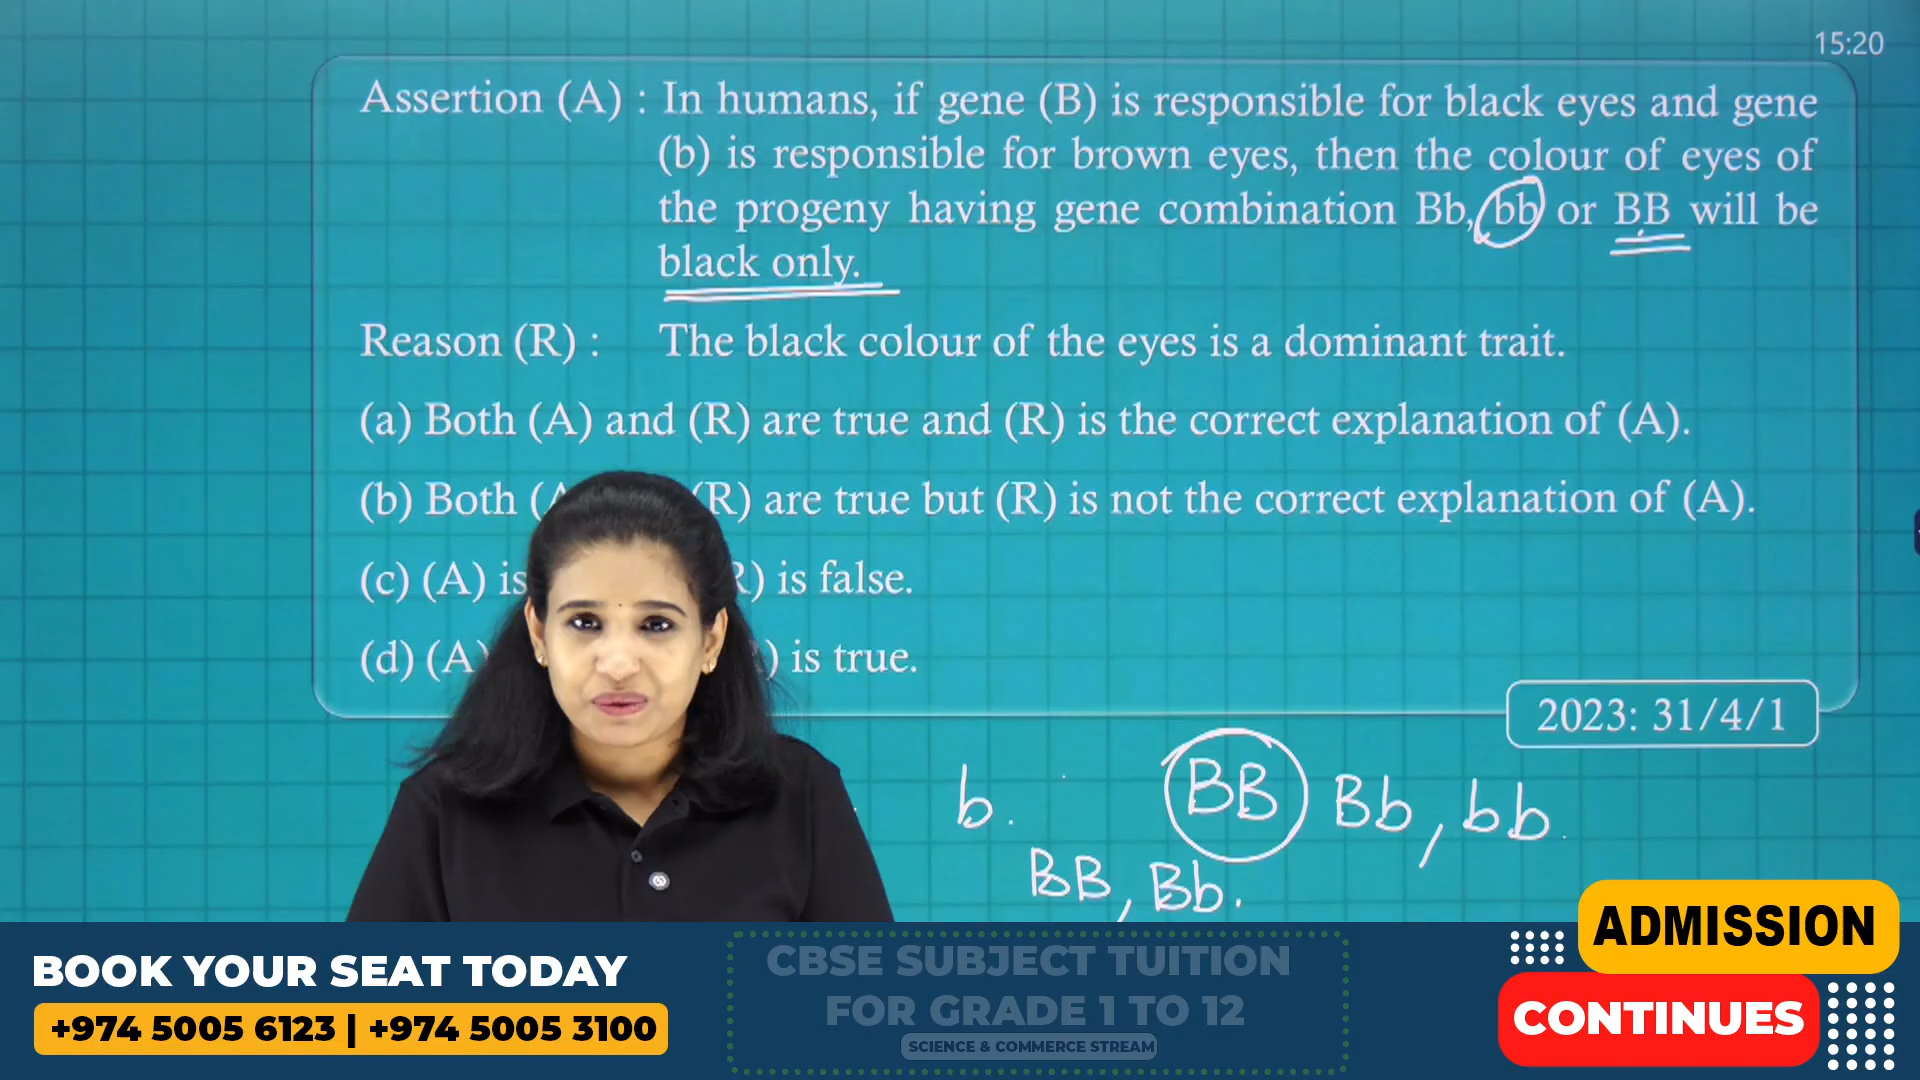 15:20
Assertion (A) : In humans, if gene (B) is responsible for black eyes and gene
(b) is responsible for brown eyes, then the colour of eyes of
the progeny having gene combination Bb, bb or BB will be
black only.
Reason (R) : The black colour of the eyes is a dominant trait.
(a) Both (A) and (R) are true and (R) is the correct explanation of (A).
(b) Both (A (R) are true but (R) is not the correct explanation of (A).
(c) (A) is R) is false.
(d) (A) ) is true.
2023: 31/4/1
b. BB Bb, bb.
BB, Bb.
BOOK YOUR SEAT TODAY
+974 5005 6123 | +974 5005 3100
CBSE SUBJECT TUITION
FOR GRADE 1 TO 12
SCIENCE & COMMERCE STREAM
ADMISSION
CONTINUES